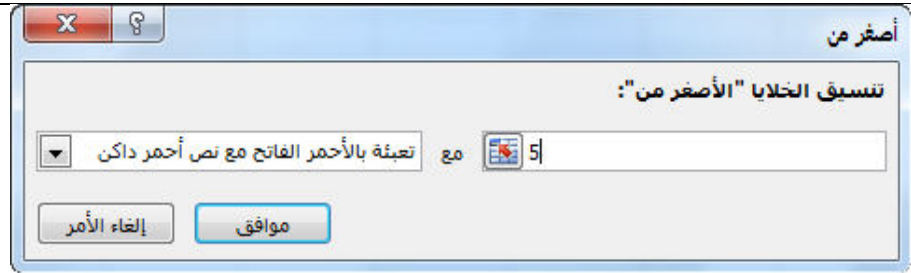 أصغر من
تنسيق الخلايا "الأصغر من":
5 مع تعبئة بالأحمر الفاتح مع نص أحمر داكن
موافق إلغاء الأمر